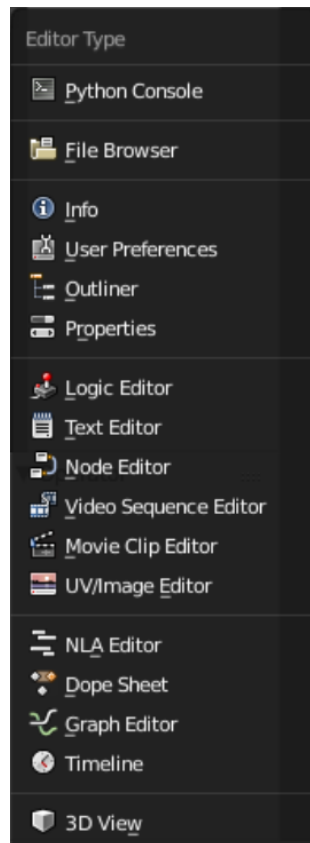 Editor Type
Python Console
File Browser
Info
User Preferences
Outliner
Properties
Logic Editor
Text Editor
Node Editor
Video Sequence Editor
Movie Clip Editor
UV/Image Editor
NLA Editor
Dope Sheet
Graph Editor
Timeline
3D View